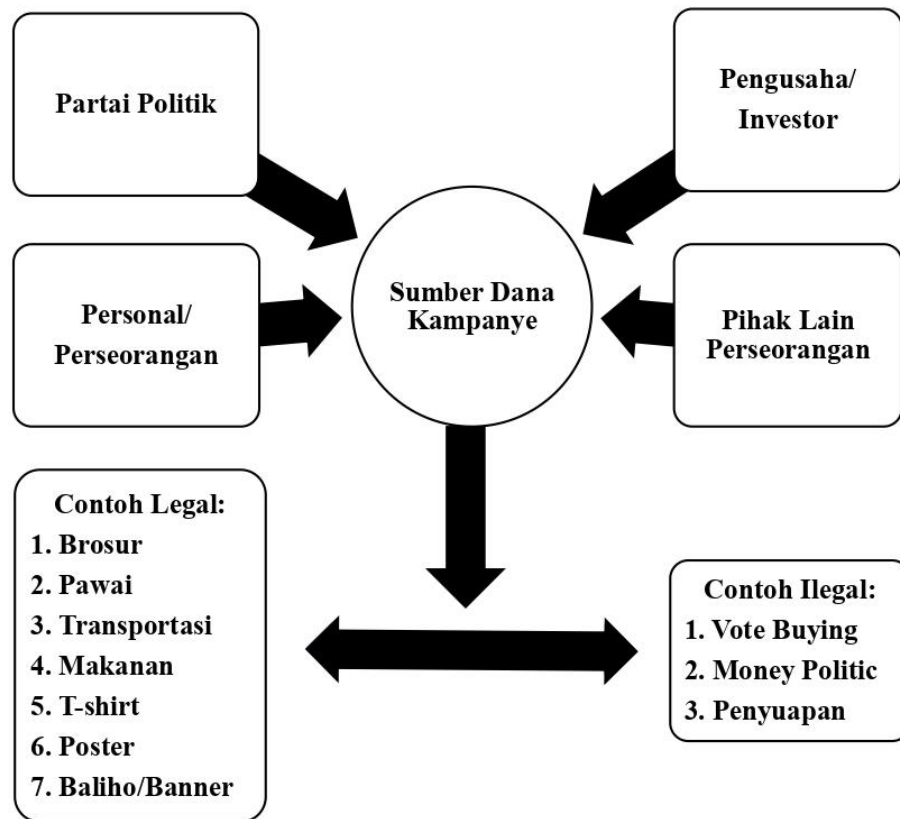 Partai Politik
Pengusaha/
Investor
Sumber Dana
Kampanye
Personal/
Perseorangan
Pihak Lain
Perseorangan
Contoh Legal:
1. Brosur
2. Pawai
3. Transportasi
4. Makanan
5. T-shirt
6. Poster
7. Baliho/Banner
Contoh Ilegal:
1. Vote Buying
2. Money Politic
3. Penyuapan